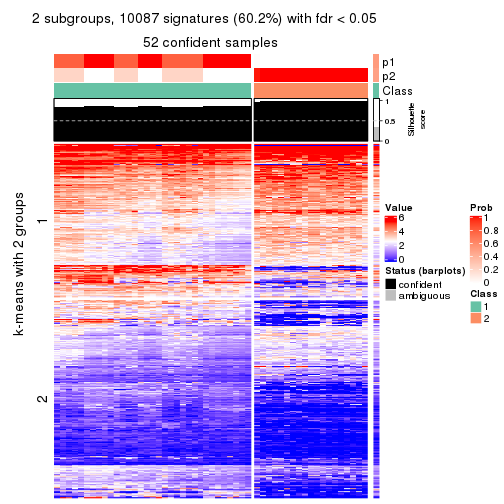 2 subgroups, 10087 signatures (60.2%) with fdr < 0.05
52 confident samples
p1
p2
Class
1
0.5
0
Silhouette
score
k-means with 2 groups
1
2
Value
6
4
2
0
Status (barplots)
confident
ambiguous
Prob
1
0.8
0.6
0.4
0.2
0
Class
1
2